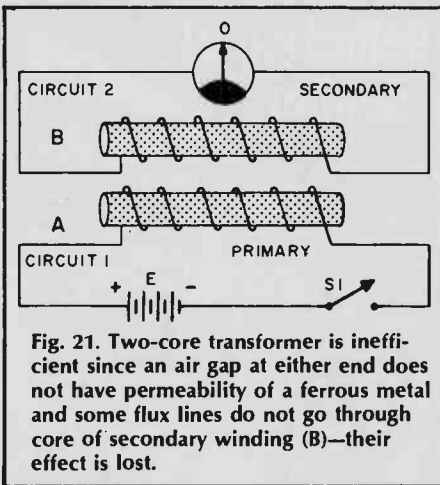 0
CIRCUIT 2 SECONDARY
B
A
PRIMARY
CIRCUIT 1
+ E - S1
Fig. 21. Two-core transformer is ineffi-
cient since an air gap at either end does
not have permeability of a ferrous metal
and some flux lines do not go through
core of secondary winding (B)—their
effect is lost.